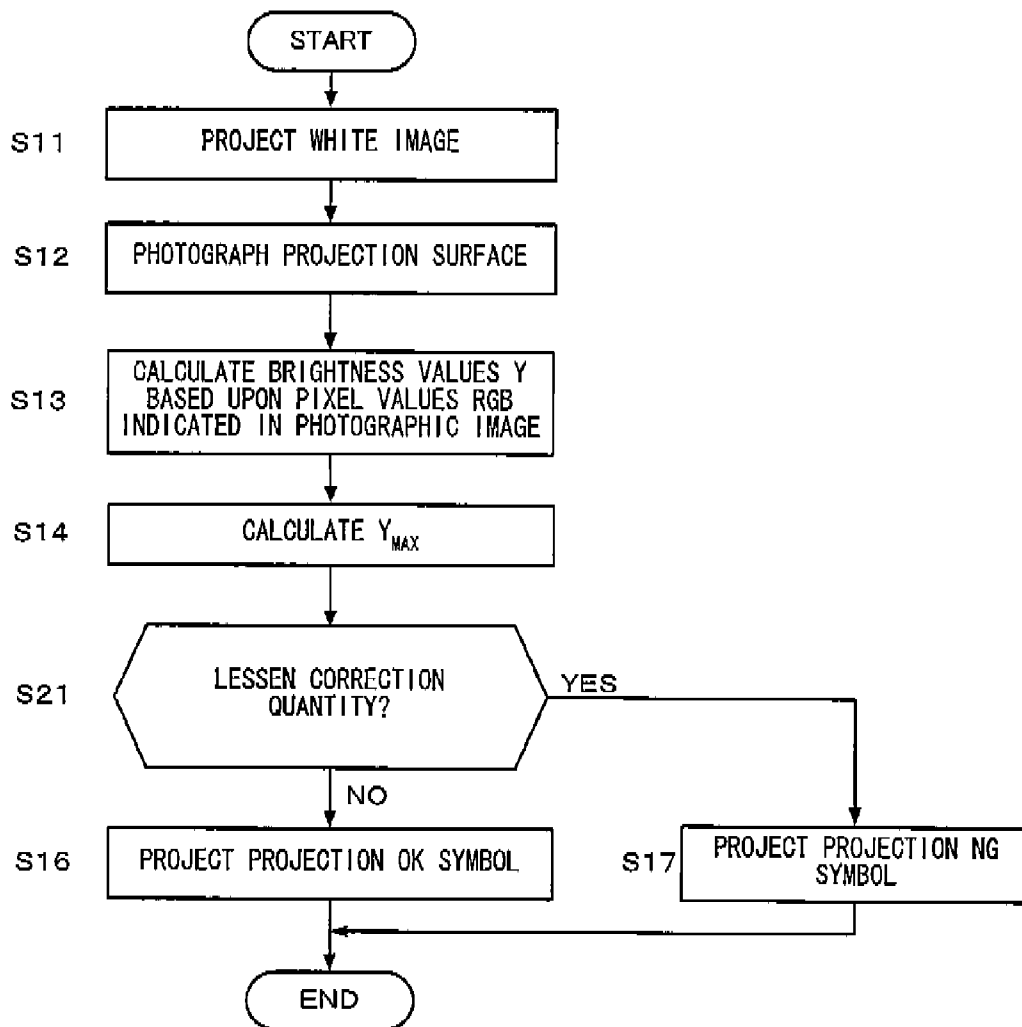 START
S11
PROJECT WHITE IMAGE
S12
PHOTOGRAPH PROJECTION SURFACE
S13
CALCULATE BRIGHTNESS VALUES Y
BASED UPON PIXEL VALUES RGB
INDICATED IN PHOTOGRAPHIC IMAGE
S14
CALCULATE Y_MAX
S21
LESSEN CORRECTION
QUANTITY?
YES
NO
S16
PROJECT PROJECTION OK SYMBOL
S17
PROJECT PROJECTION NG
SYMBOL
END